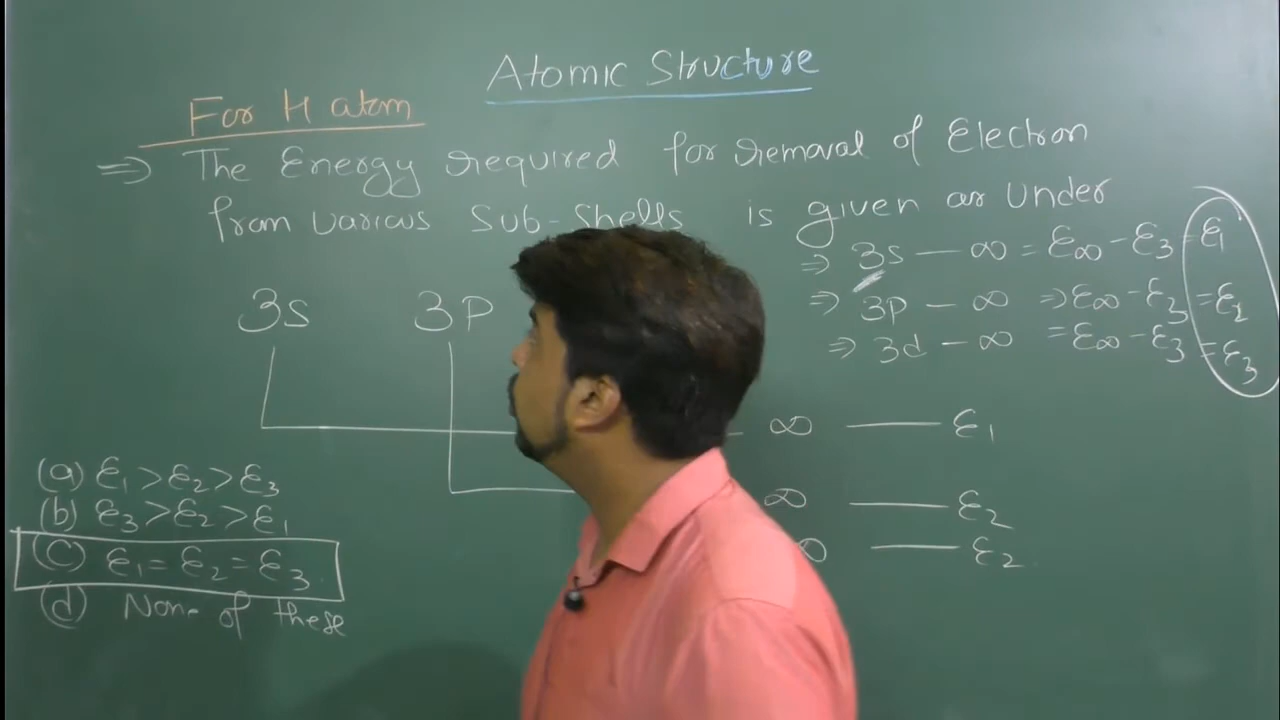 Atomic Structure
For H atom
⇒ The Energy required for removal of Electron
from various Sub-Shells is given as under
⇒ 3s — ∞ = E∞ - E3 = E1
⇒ 3p - ∞ ⇒ E∞ - E3 = E2
⇒ 3d - ∞ = E∞ - E3 = E3
3s 3p
∞ — E1
∞ — E2
∞ — E2
(a) E1 > E2 > E3
(b) E3 > E2 > E1
(c) E1 = E2 = E3
(d) None of these